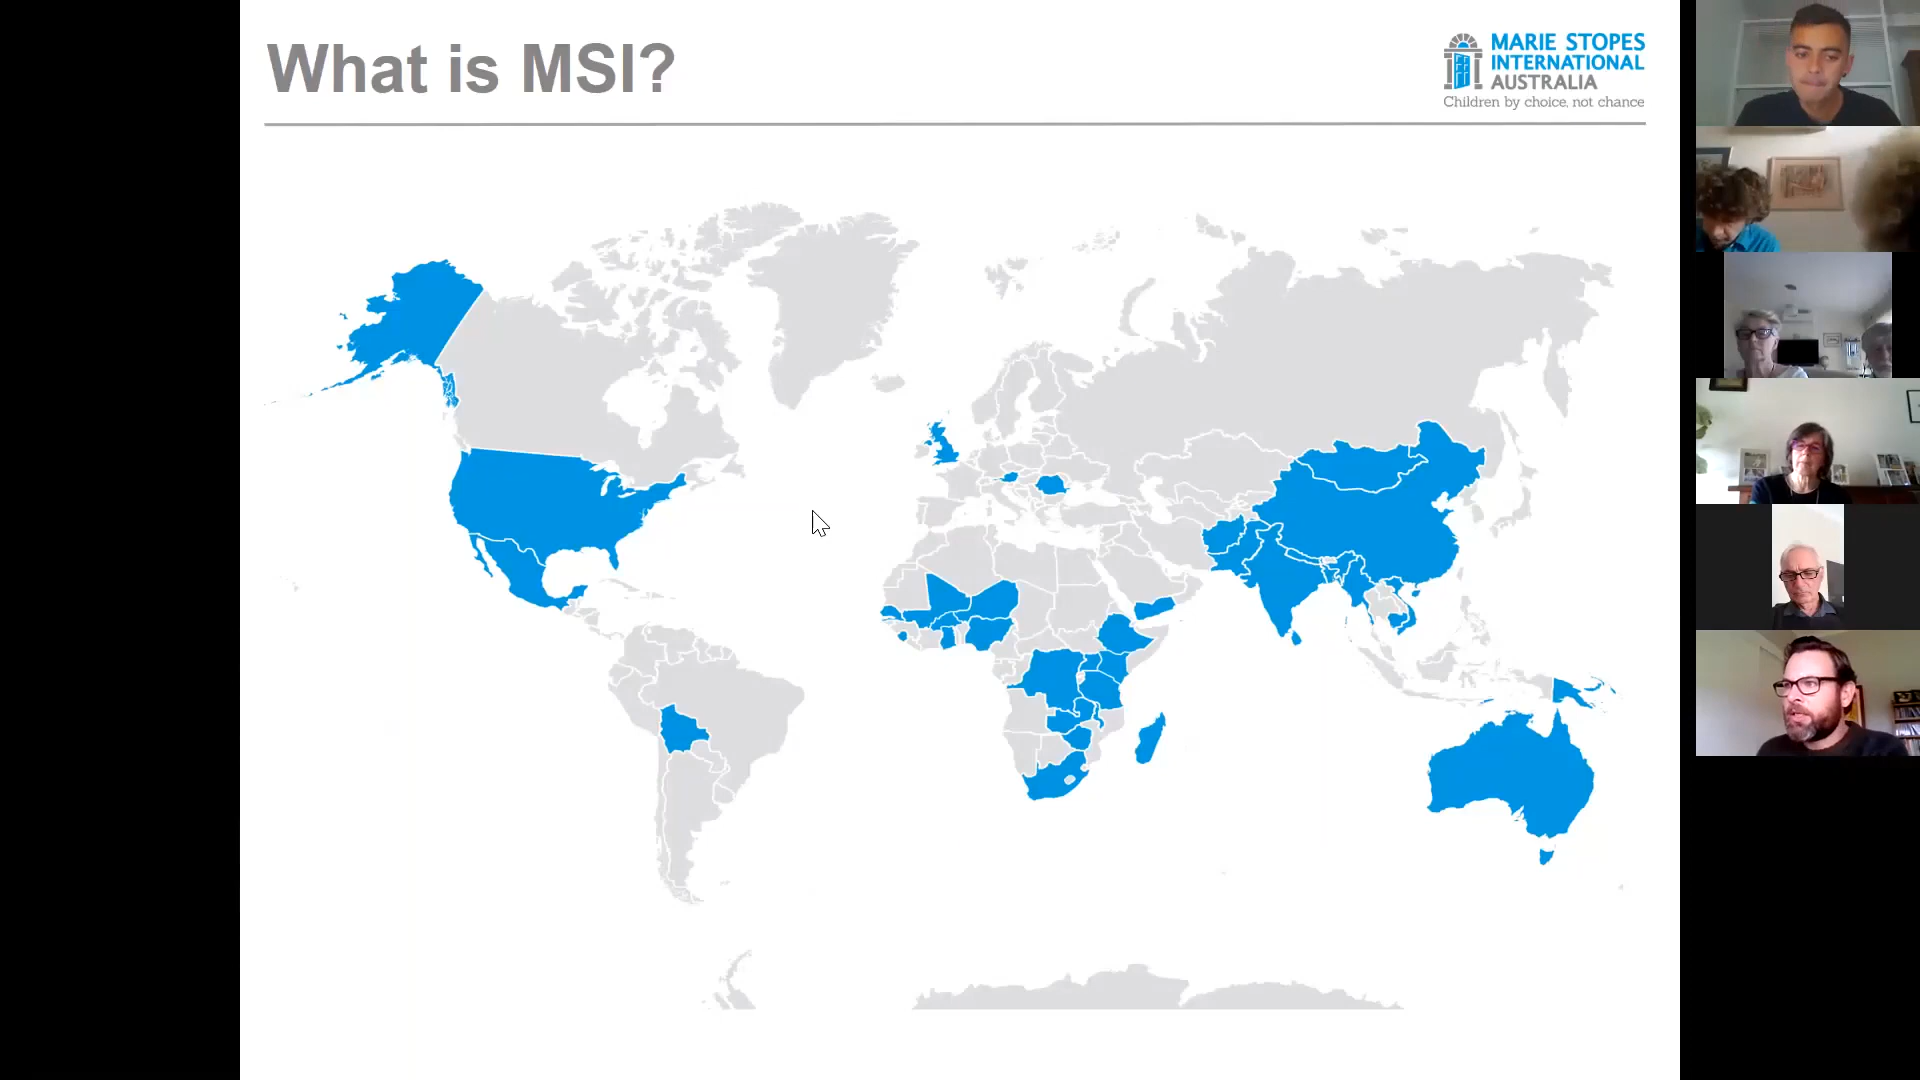 What is MSI?
MARIE STOPES
INTERNATIONAL
AUSTRALIA
Children by choice, not chance